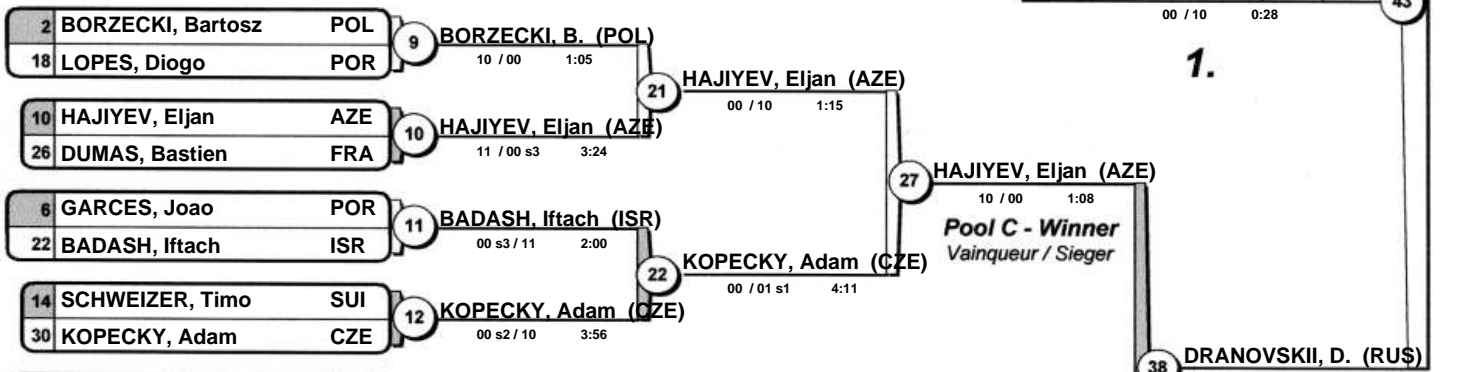 00 / 10 0:28 43
1.
2 BORZECKI, Bartosz POL
18 LOPES, Diogo POR
9 BORZECKI, B. (POL)
10 / 00 1:05
21 HAJIYEV, Eljan (AZE)
00 / 10 1:15
10 HAJIYEV, Eljan AZE
26 DUMAS, Bastien FRA
10 HAJIYEV, Eljan (AZE)
11 / 00 s3 3:24
27 HAJIYEV, Eljan (AZE)
10 / 00 1:08
Pool C - Winner
Vainqueur / Sieger
6 GARCES, Joao POR
22 BADASH, Iftach ISR
11 BADASH, Iftach (ISR)
00 s3 / 11 2:00
22 KOPECKY, Adam (CZE)
00 / 01 s1 4:11
14 SCHWEIZER, Timo SUI
30 KOPECKY, Adam CZE
12 KOPECKY, Adam (CZE)
00 s2 / 10 3:56
38 DRANOVSKII, D. (RUS)